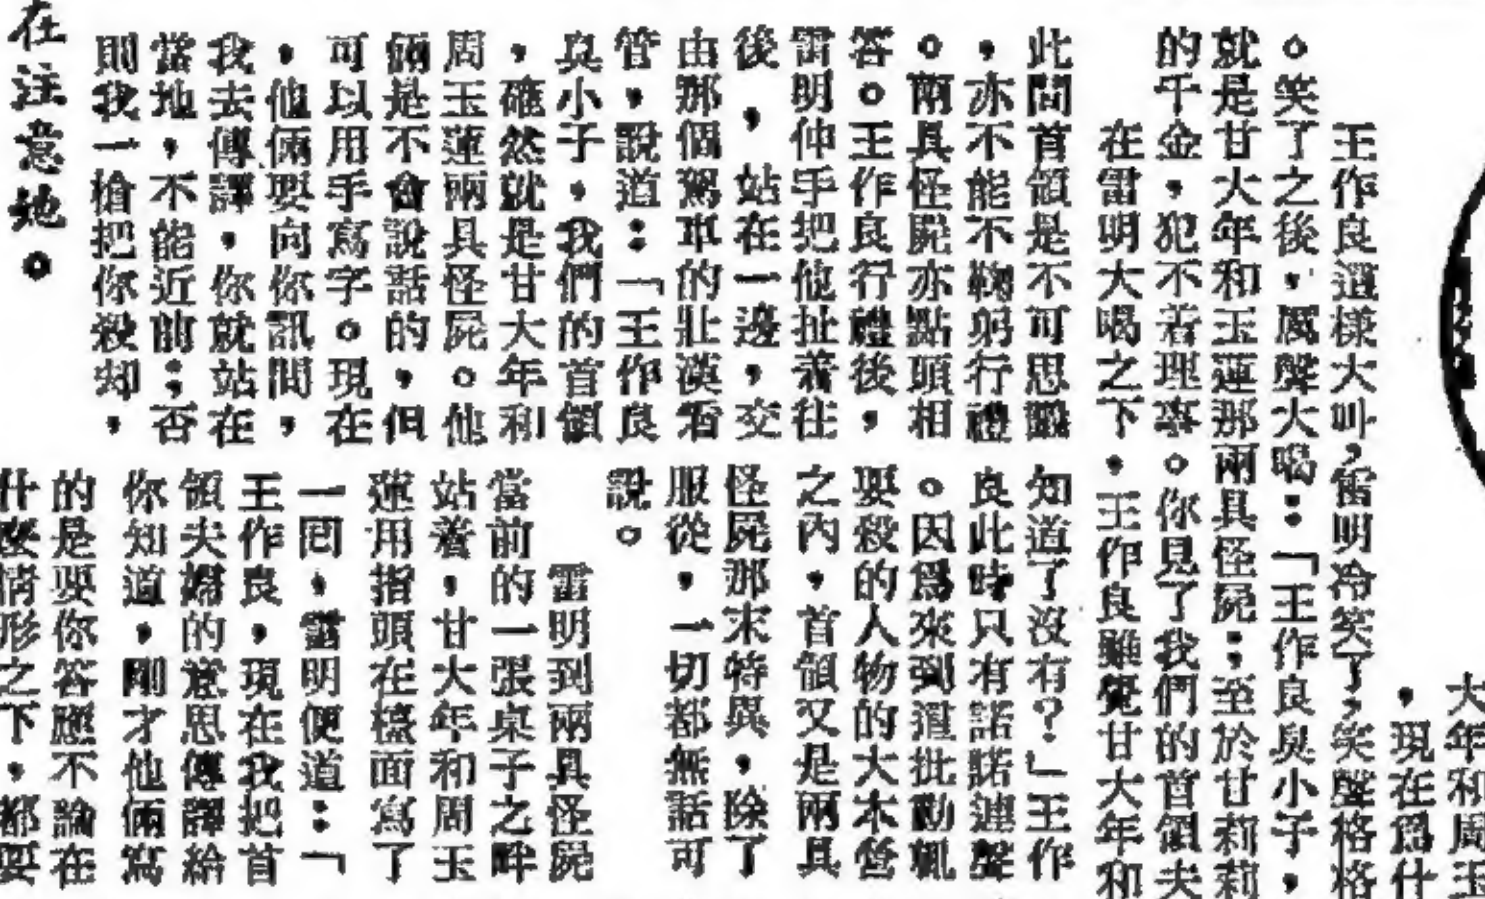 大年和周玉
，現在爲什
王作良這樣大叫，雷明冷笑了，笑聲格格
。笑了之後，厲聲大喝：「王作良臭小子，
就是甘大年和玉蓮那兩具怪屍：至於甘莉莉
的千金，犯不着理事。你見了我們的首領夫
在雷明大喝之下，王作良雖覺甘大年和
此間首領是不可思議
，亦不能不鞠躬行禮
。兩具怪屍亦點頭相
答。王作良行禮後，
雷明伸手把他扯着往
後，站在一邊，交
由那個駕車的壯漢看
管，說道：「王作良
臭小子，我們的首領
，確然就是甘大年和
周玉蓮兩具怪屍。他
倆是不會說話的，但
可以用手寫字。現在
，他倆要向你訊問，
我去傳譯，你就站在
當地，不能近前；否
則我一槍把你殺却，
在注意地。
知道了沒有？」王作
良此時只有諾諾連聲
。因爲來到這批動亂
要殺的人物的大本營
之內，首領又是兩具
怪屍那末特異，除了
服從，一切都無話可
說。
雷明到兩具怪屍
當前的一張桌子之畔
站着，甘大年和周玉
蓮用指頭在檯面寫了
一回，雷明便道：「
王作良，現在我把首
領夫婦的意思傳譯給
你知道，剛才他倆寫
的是要你答應不論在
什麼情形之下，都要